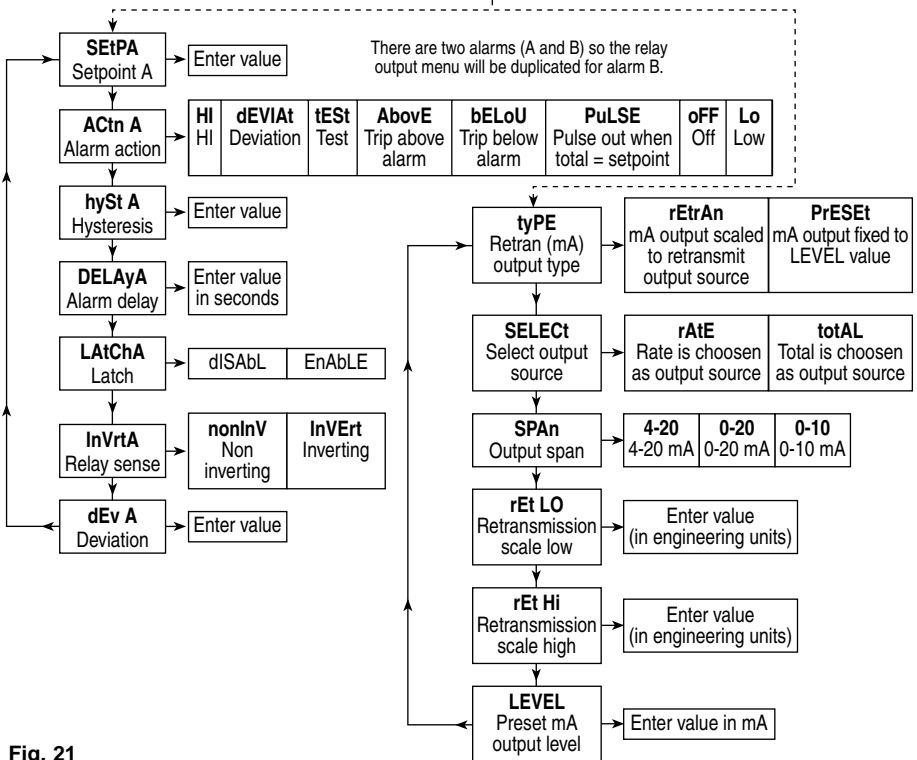 There are two alarms (A and B) so the relay
output menu will be duplicated for alarm B.
SEtPA
Setpoint A
Enter value
ACtn A
Alarm action
HI
HI
dEVIAt
Deviation
tESt
Test
AbovE
Trip above
alarm
bELoU
Trip below
alarm
PuLSE
Pulse out when
total = setpoint
oFF
Off
Lo
Low
hySt A
Hysteresis
Enter value
DELAyA
Alarm delay
Enter value
in seconds
LAtChA
Latch
dISAbL
EnAbLE
InVrtA
Relay sense
nonInV
Non
inverting
InVErt
Inverting
dEv A
Deviation
Enter value
tyPE
Retran (mA)
output type
rEtrAn
mA output scaled
to retransmit
output source
PrESEt
mA output fixed to
LEVEL value
SELECt
Select output
source
rAtE
Rate is choosen
as output source
totAL
Total is choosen
as output source
SPAn
Output span
4-20
4-20 mA
0-20
0-20 mA
0-10
0-10 mA
rEt LO
Retransmission
scale low
Enter value
(in engineering units)
rEt Hi
Retransmission
scale high
Enter value
(in engineering units)
LEVEL
Preset mA
output level
Enter value in mA
Fig. 21